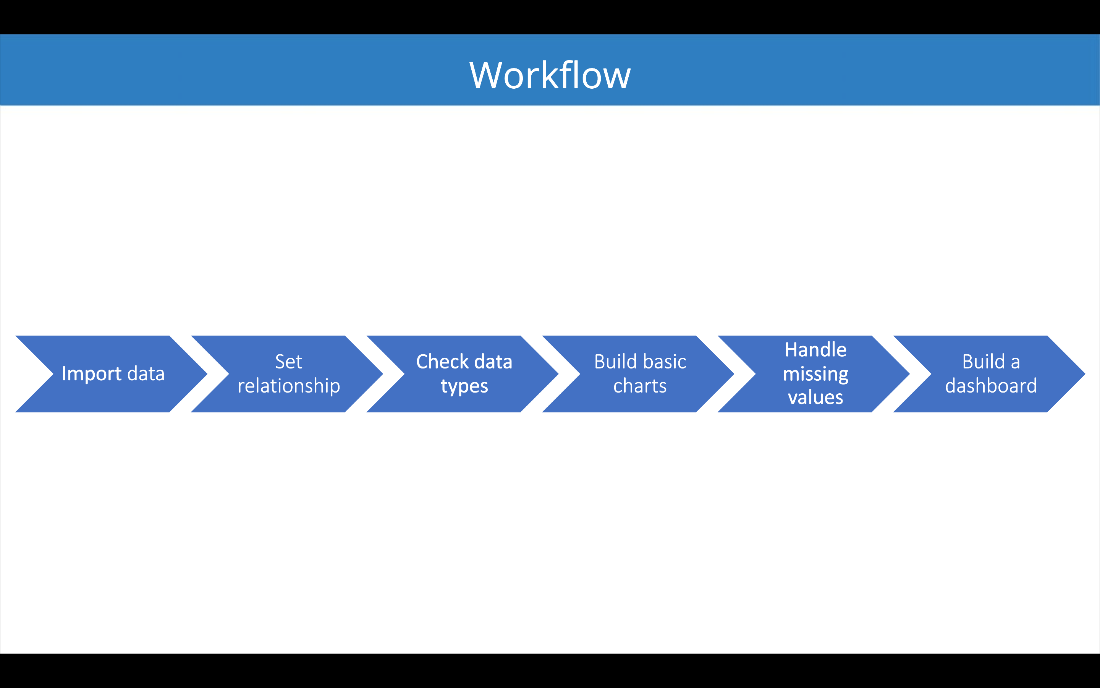 Workflow
Import data
Set
relationship
Check data
types
Build basic
charts
Handle
missing
values
Build a
dashboard